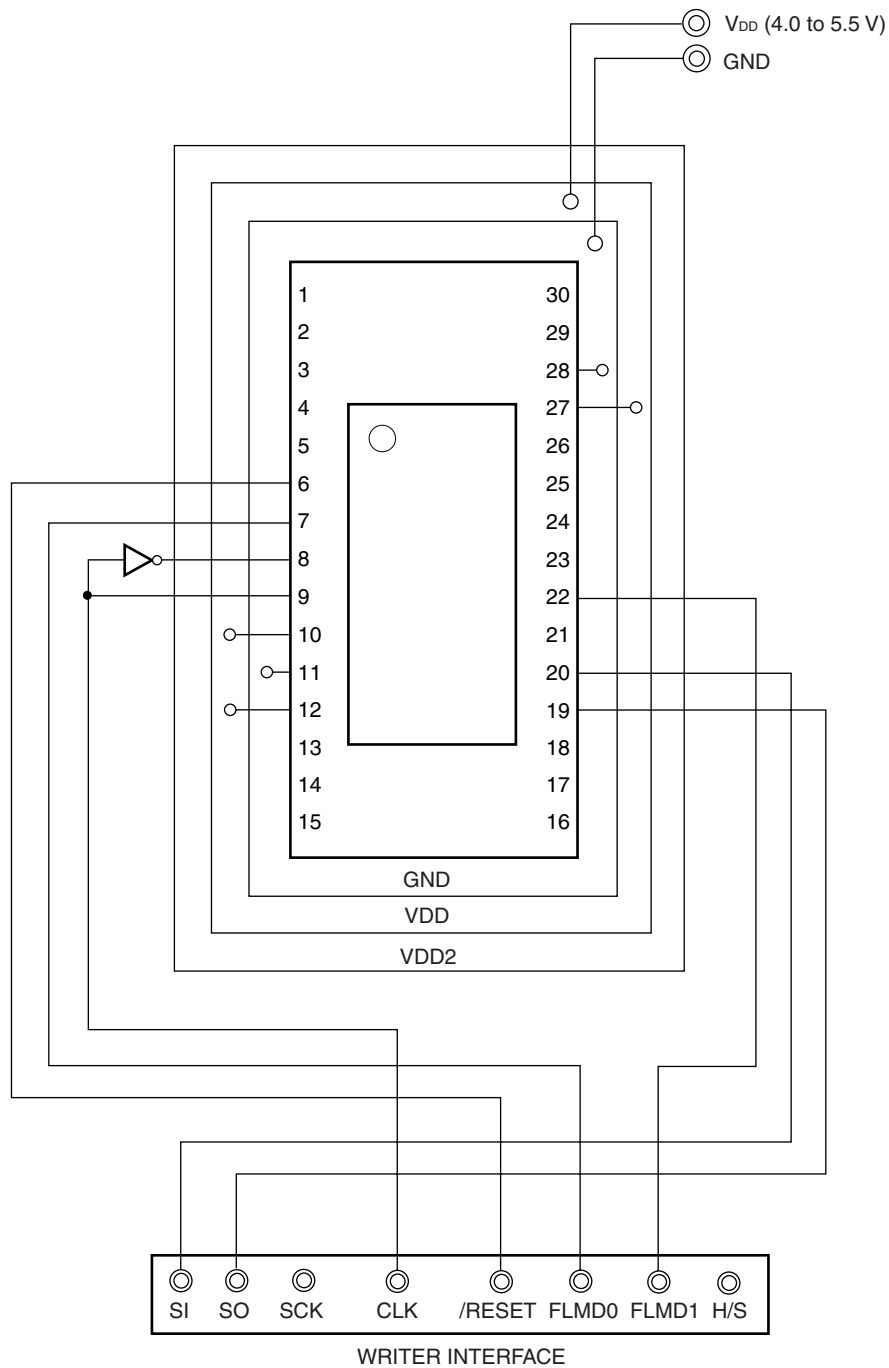 VDD (4.0 to 5.5 V)
GND
1 30
2 29
3 28
4 27
5 26
6 25
7 24
8 23
9 22
10 21
11 20
12 19
13 18
14 17
15 16
GND
VDD
VDD2
SI SO SCK CLK /RESET FLMD0 FLMD1 H/S
WRITER INTERFACE